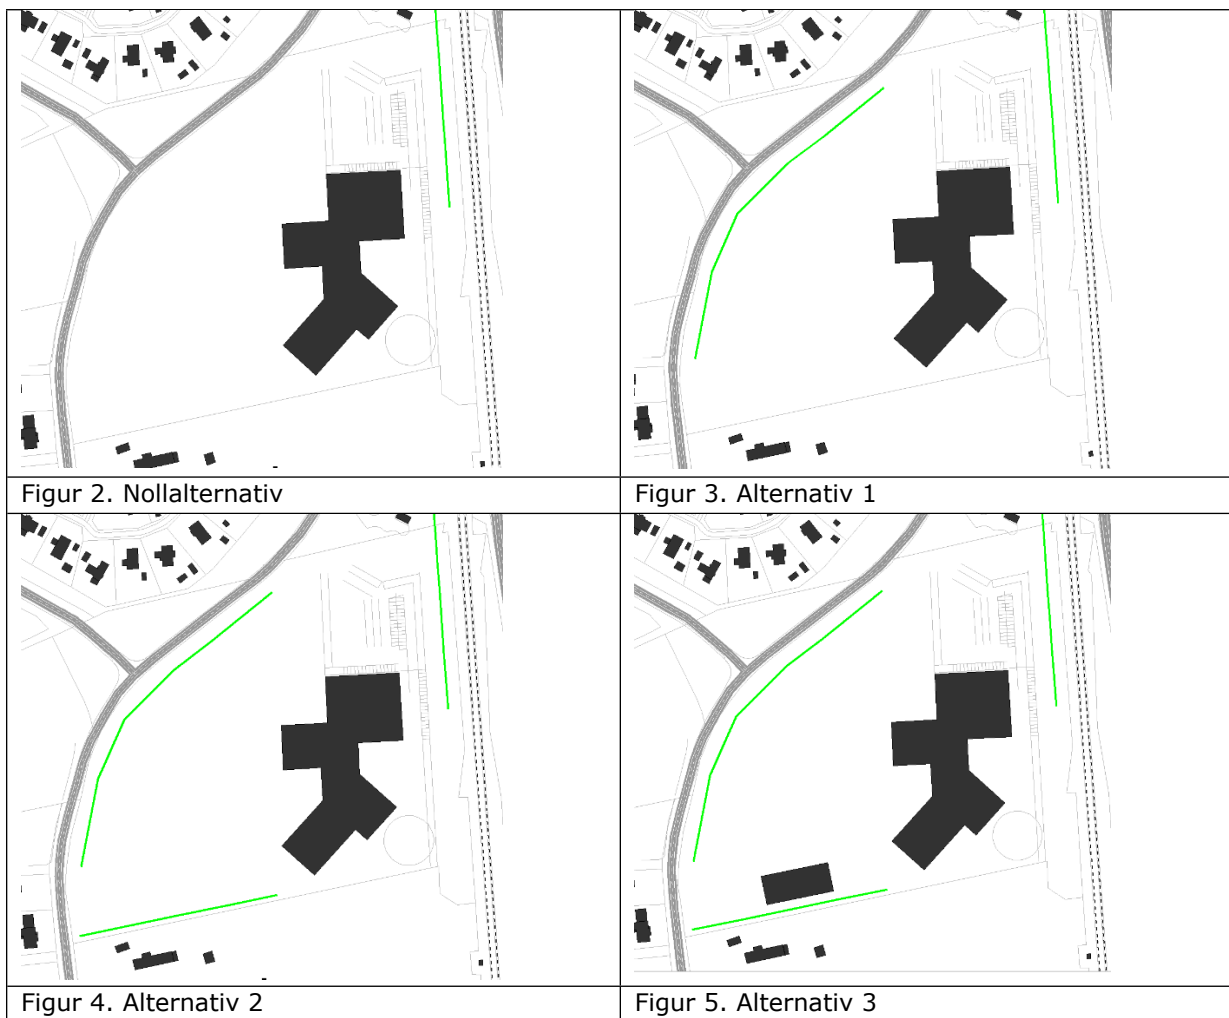 Figur 2. Nollalternativ
Figur 3. Alternativ 1
Figur 4. Alternativ 2
Figur 5. Alternativ 3